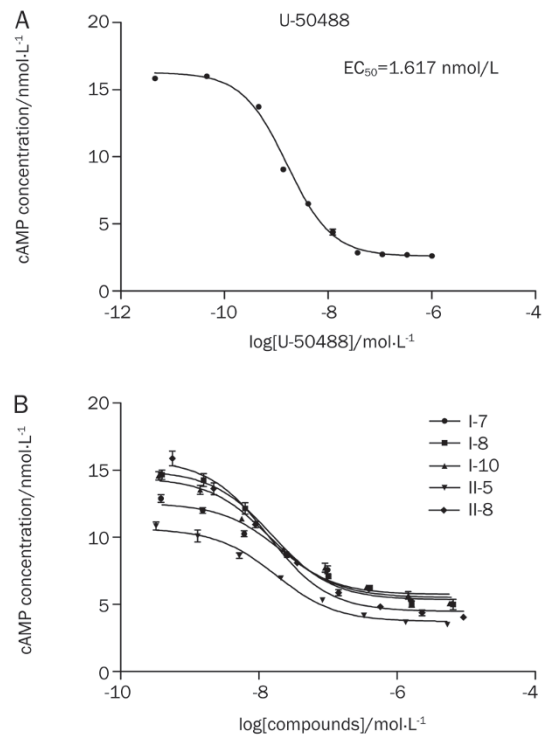 A
U-50488
EC₅₀=1.617 nmol/L
cAMP concentration/nmol·L⁻¹
20
15
10
5
0
-12 -10 -8 -6 -4
log[U-50488]/mol·L⁻¹
B
I-7
I-8
I-10
II-5
II-8
cAMP concentration/nmol·L⁻¹
20
15
10
5
0
-10 -8 -6 -4
log[compounds]/mol·L⁻¹